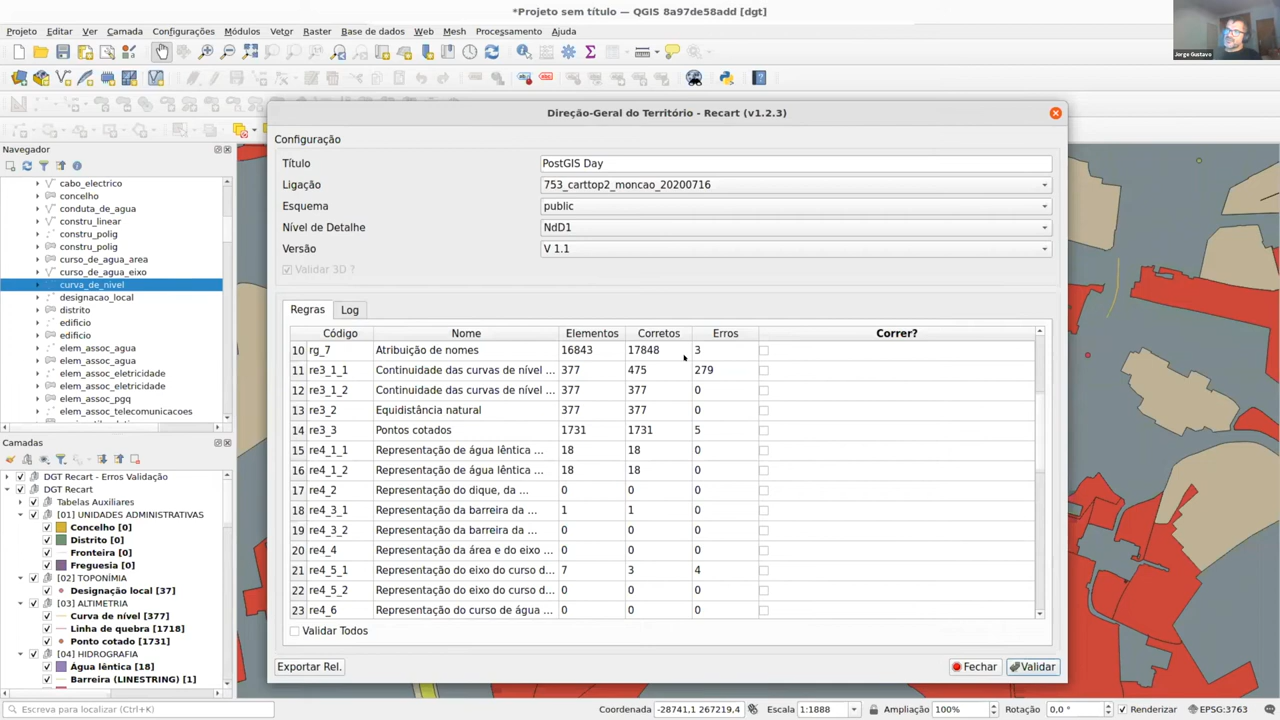 *Projeto sem título — QGIS 8a97de58add [dgt]
Projeto Editar Ver Camada Configurações Módulos Vetor Raster Base de dados Web Mesh Processamento Ajuda
Jorge Gustavo
Navegador
cabo_electrico
concelho
conduta_de_agua
constru_linear
constru_polig
constru_polig
curso_de_agua_area
curso_de_agua_eixo
curva_de_nivel
designacao_local
distrito
edificio
edificio
elem_assoc_agua
elem_assoc_agua
elem_assoc_eletricidade
elem_assoc_eletricidade
elem_assoc_pgq
elem_assoc_telecomunicacoes
Camadas
DGT Recart - Erros Validação
DGT Recart
Tabelas Auxiliares
[01] UNIDADES ADMINISTRATIVAS
Concelho [0]
Distrito [0]
Fronteira [0]
Freguesia [0]
[02] TOPONÍMIA
Designação local [37]
[03] ALTIMETRIA
Curva de nível [377]
Linha de quebra [1718]
Ponto cotado [1731]
[04] HIDROGRAFIA
Água lêntica [18]
Barreira (LINESTRING) [1]
Direção-Geral do Território - Recart (v1.2.3)
Configuração
Título PostGIS Day
Ligação 753_carttop2_moncao_20200716
Esquema public
Nível de Detalhe NdD1
Versão V 1.1
Validar 3D ?
Regras Log
Código Nome Elementos Corretos Erros Correr?
10 rg_7 Atribuição de nomes 16843 17848 3
11 re3_1_1 Continuidade das curvas de nível ... 377 475 279
12 re3_1_2 Continuidade das curvas de nível ... 377 377 0
13 re3_2 Equidistância natural 377 377 0
14 re3_3 Pontos cotados 1731 1731 5
15 re4_1_1 Representação de água lêntica ... 18 18 0
16 re4_1_2 Representação de água lêntica ... 18 18 0
17 re4_2 Representação do dique, da ... 0 0 0
18 re4_3_1 Representação da barreira da ... 1 1 0
19 re4_3_2 Representação da barreira da ... 0 0 0
20 re4_4 Representação da área e do eixo ... 0 0 0
21 re4_5_1 Representação do eixo do curso d... 7 3 4
22 re4_5_2 Representação do eixo do curso d... 0 0 0
23 re4_6 Representação do curso de água ... 0 0 0
Validar Todos
Exportar Rel. Fechar Validar
Escreva para localizar (Ctrl+K) Coordenada -28741,1 267219,4 Escala 1:1888 Ampliação 100% Rotação 0,0 ° Renderizar EPSG:3763